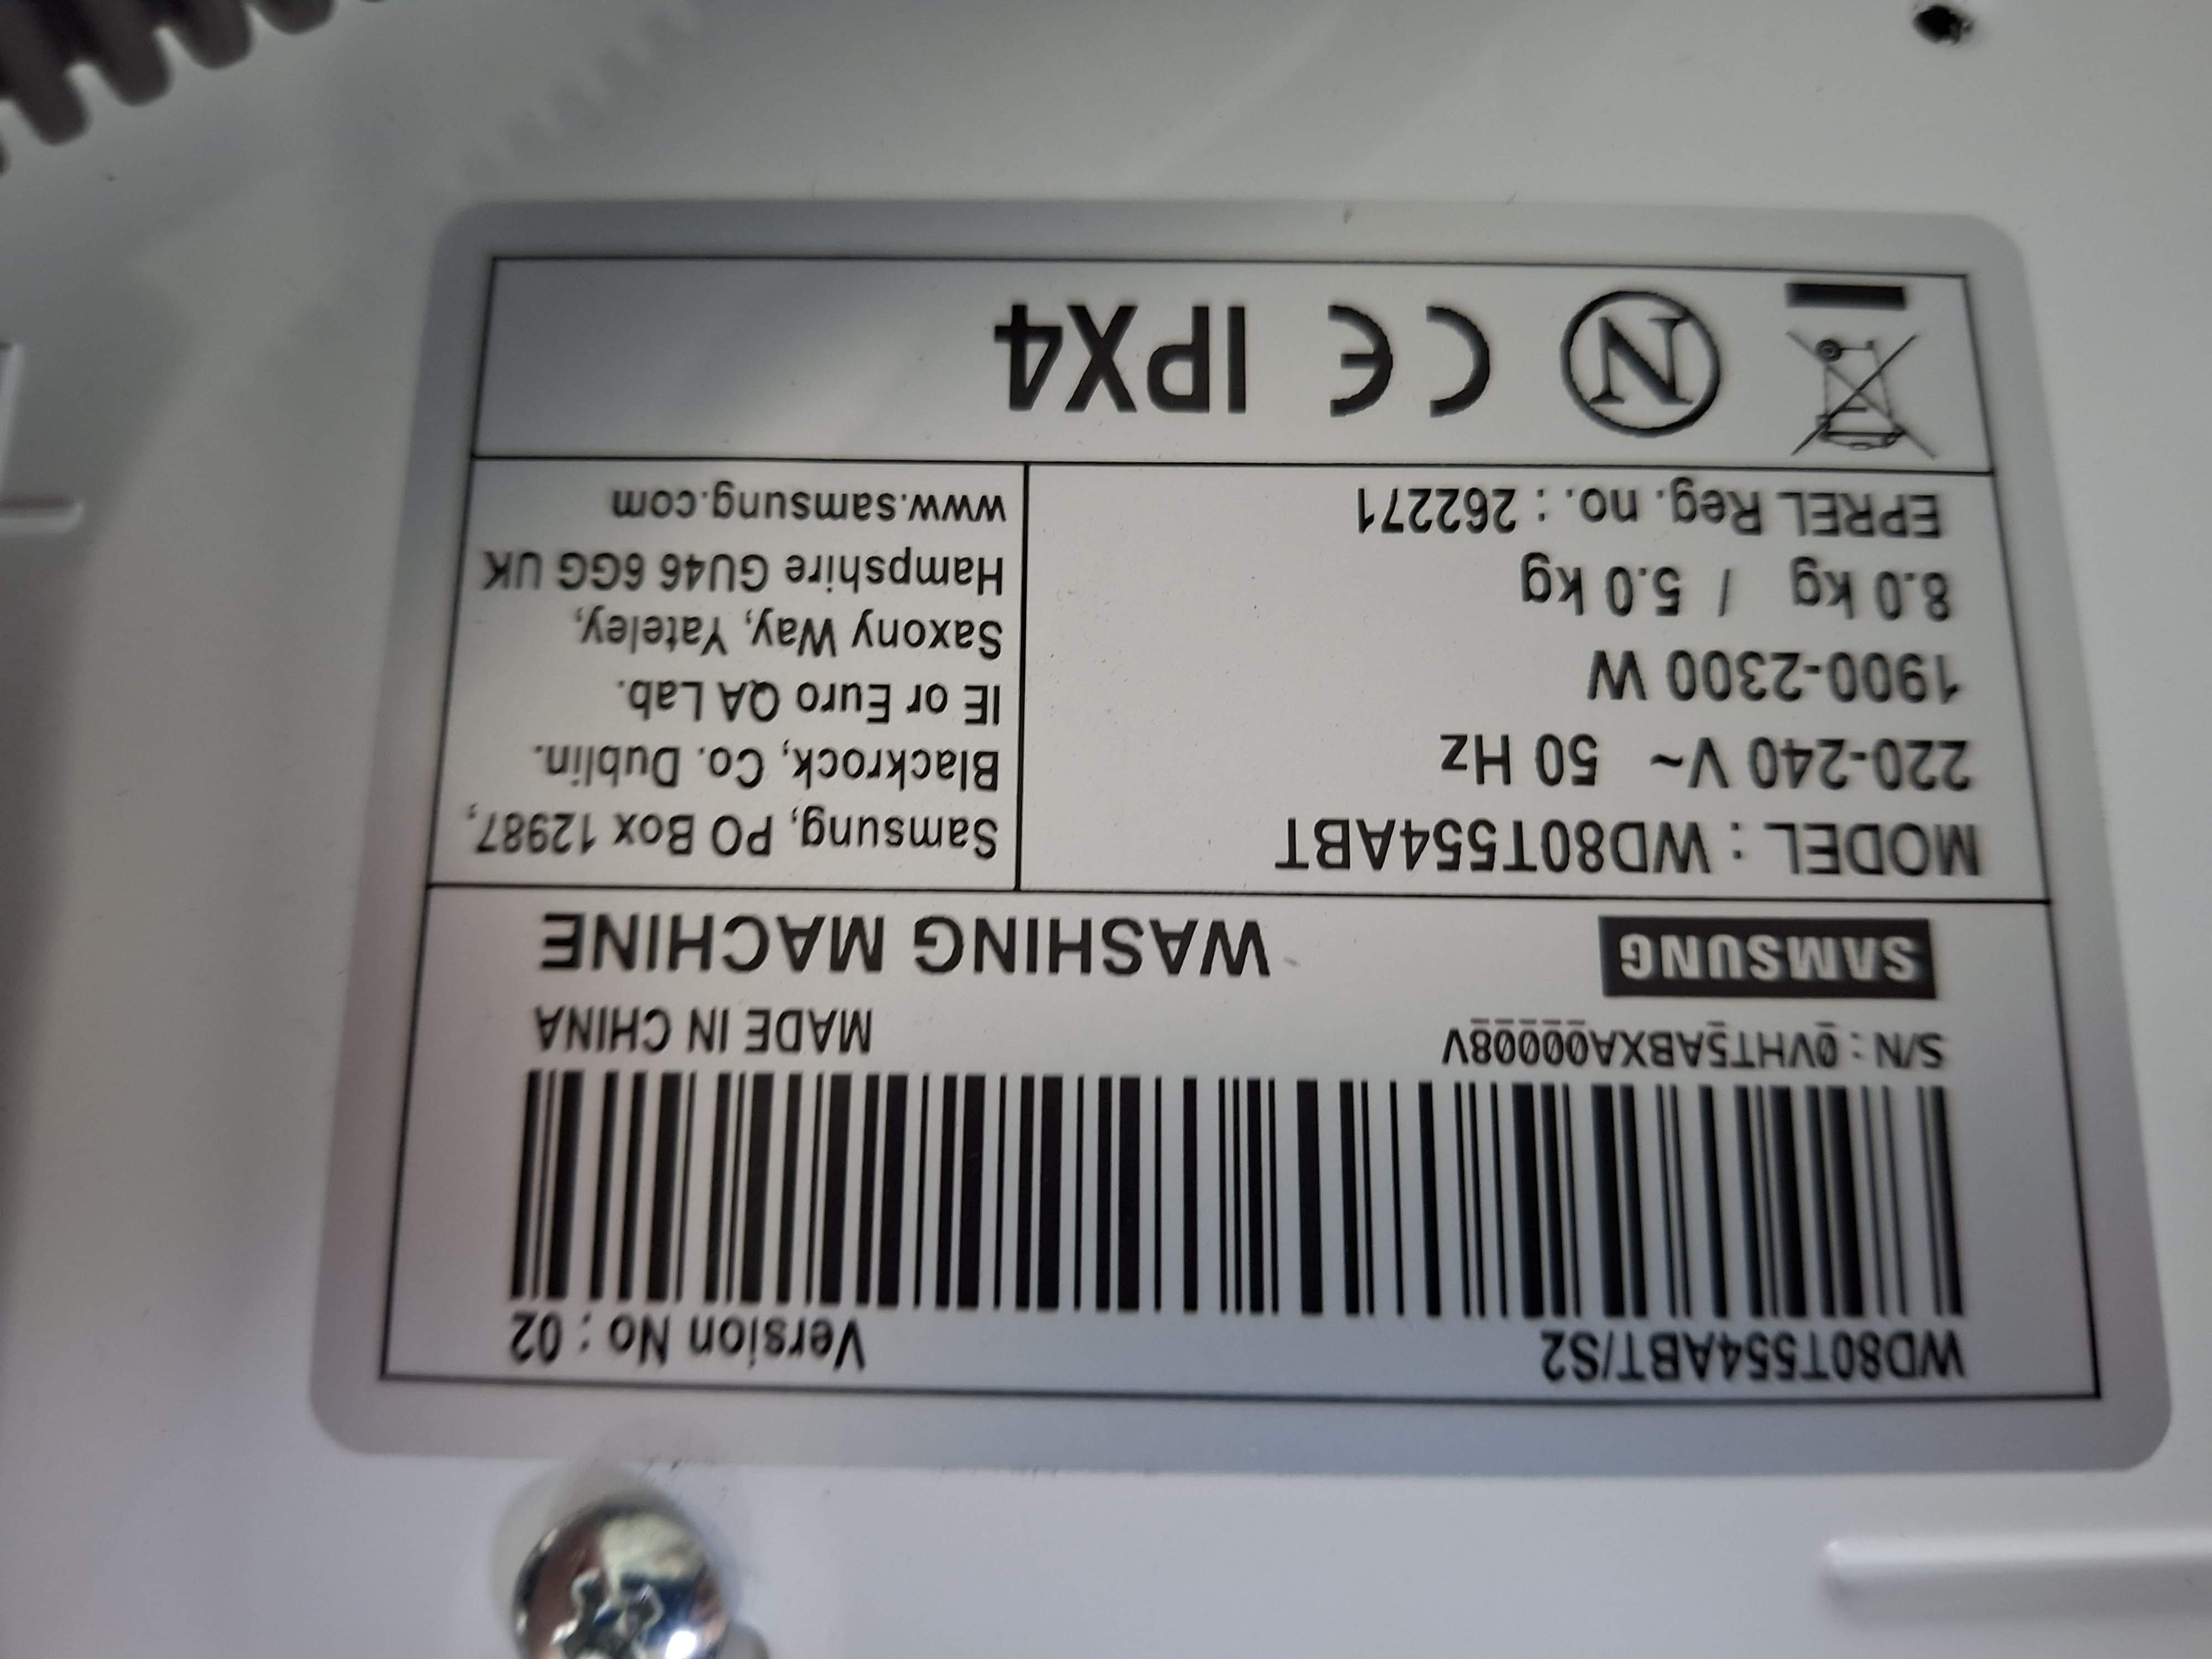 WD80T554ABT/S2 Version No : 02
S/N : 0VHT5ABXA00008V MADE IN CHINA
SAMSUNG WASHING MACHINE
MODEL : WD80T554ABT
220-240 V~ 50 Hz
1900-2300 W
8.0 kg / 5.0 kg
EPREL Reg. no. : 262271
Samsung, PO Box 12987,
Blackrock, Co. Dublin.
IE or Euro QA Lab.
Saxony Way, Yateley,
Hampshire GU46 6GG UK
www.samsung.com
N CE IPX4